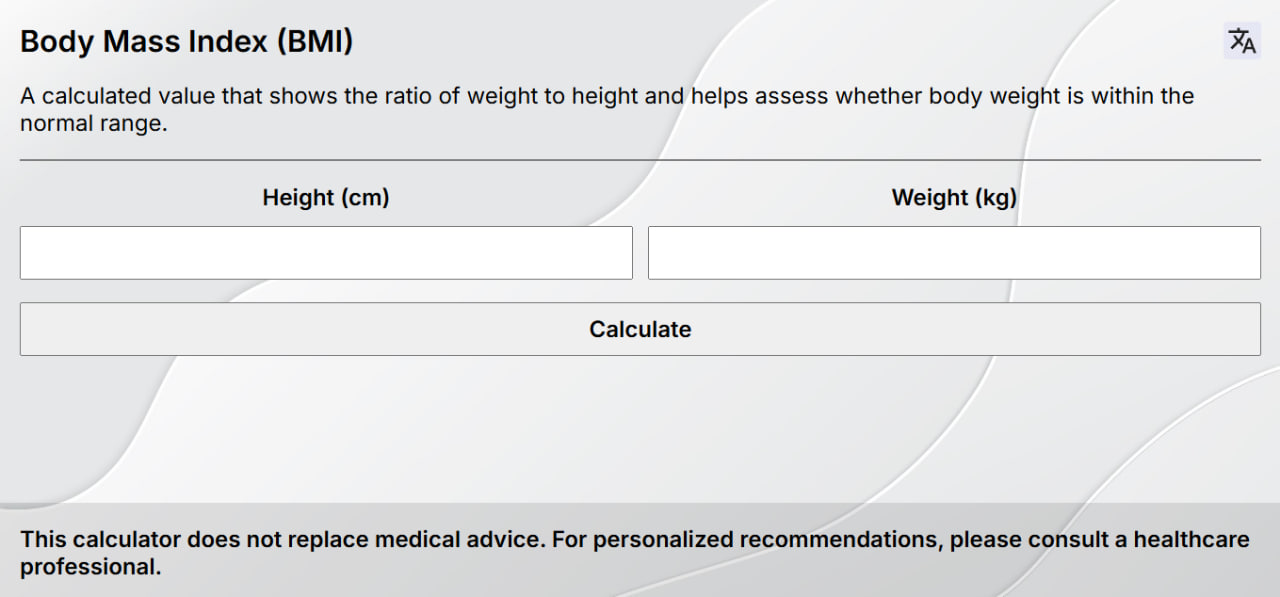 Body Mass Index (BMI)
A calculated value that shows the ratio of weight to height and helps assess whether body weight is within the
normal range.
Height (cm)
Weight (kg)
Calculate
This calculator does not replace medical advice. For personalized recommendations, please consult a healthcare
professional.